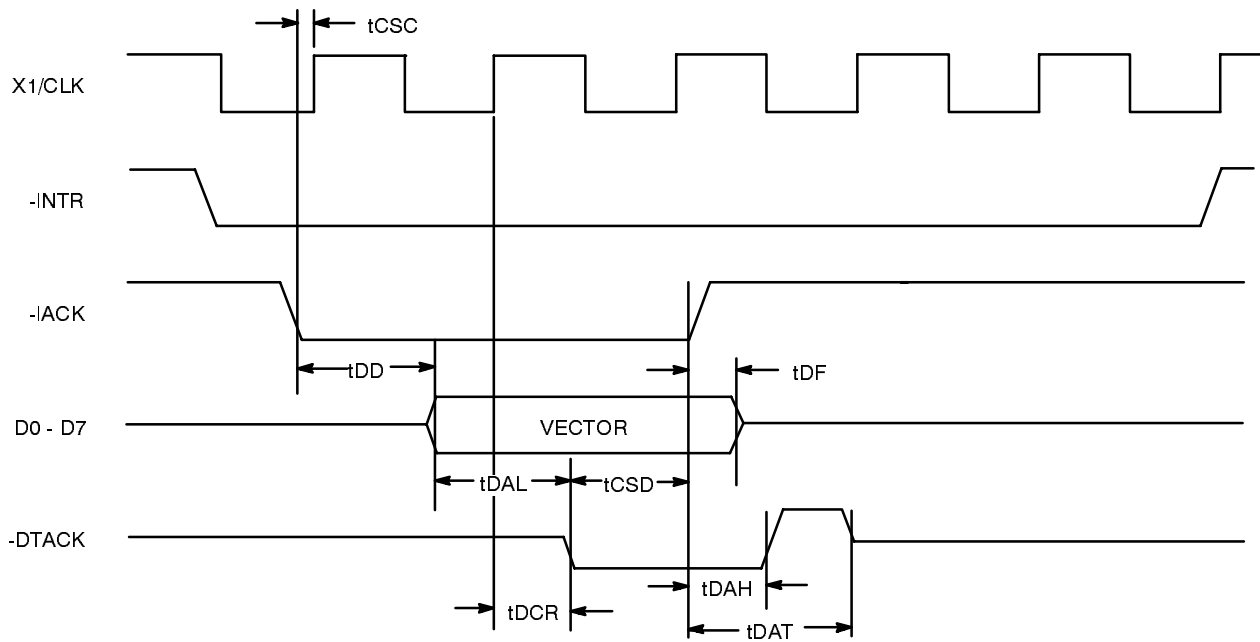 tCSC
X1/CLK
-INTR
-IACK
tDD
tDF
D0 - D7
VECTOR
tDAL
tCSD
-DTACK
tDAH
tDCR
tDAT